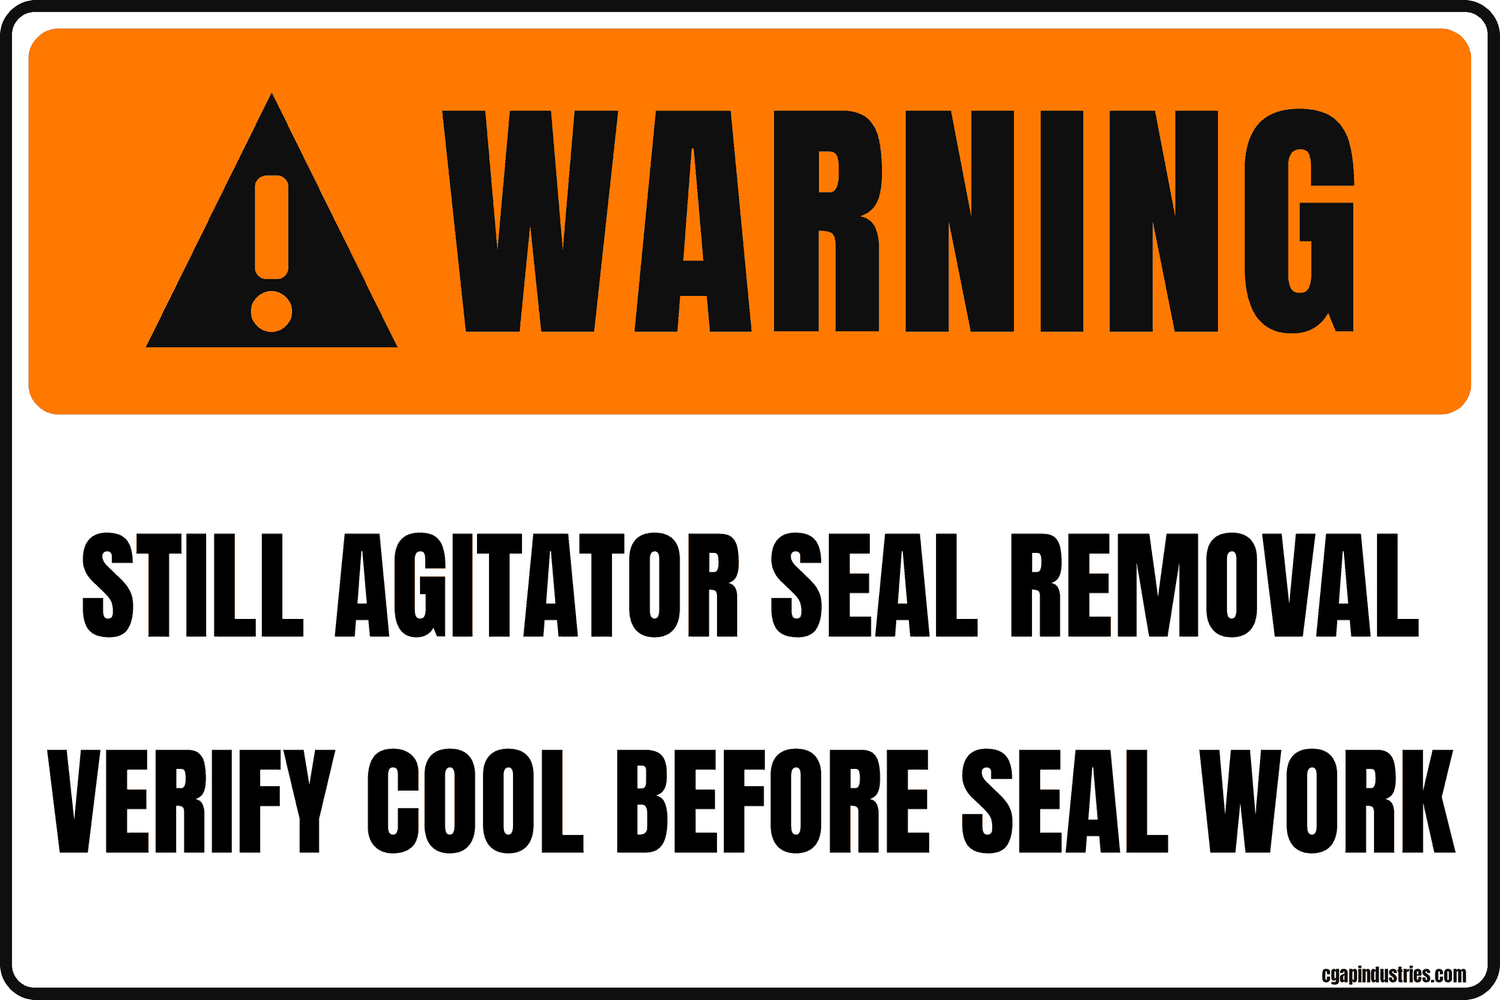 WARNING
STILL AGITATOR SEAL REMOVAL
VERIFY COOL BEFORE SEAL WORK
cgapindustries.com